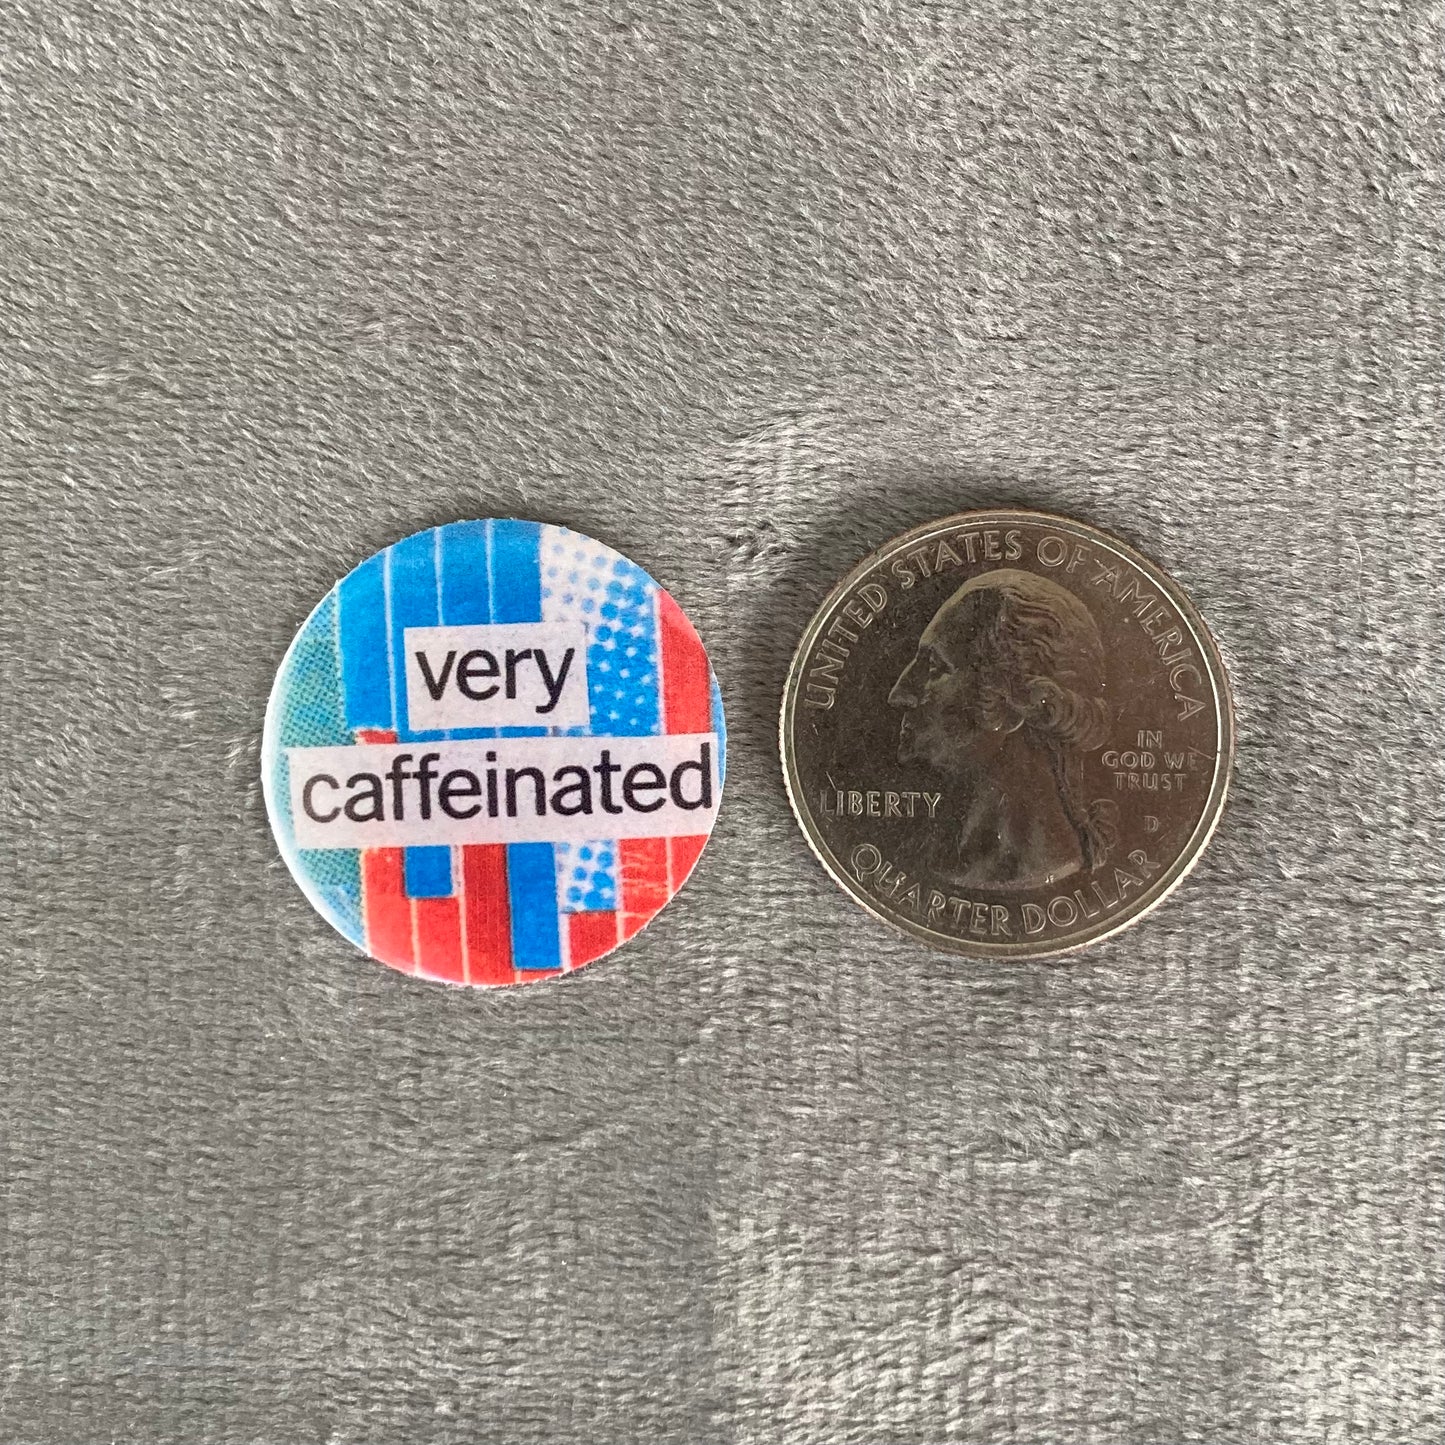 very
caffeinated
UNITED STATES OF AMERICA
LIBERTY
IN
GOD WE
TRUST
D
QUARTER DOLLAR